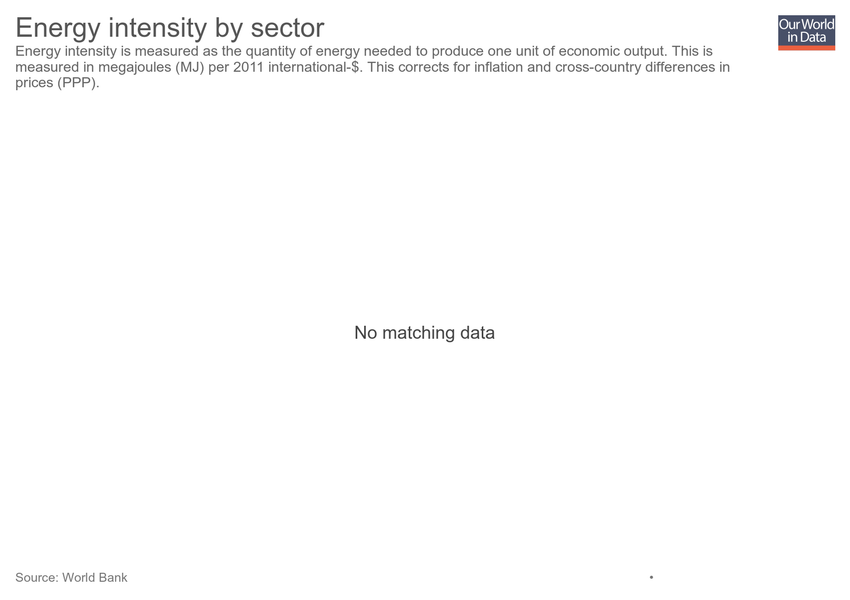 Energy intensity by sector
Our World
in Data
Energy intensity is measured as the quantity of energy needed to produce one unit of economic output. This is
measured in megajoules (MJ) per 2011 international-$. This corrects for inflation and cross-country differences in
prices (PPP).
No matching data
Source: World Bank
•